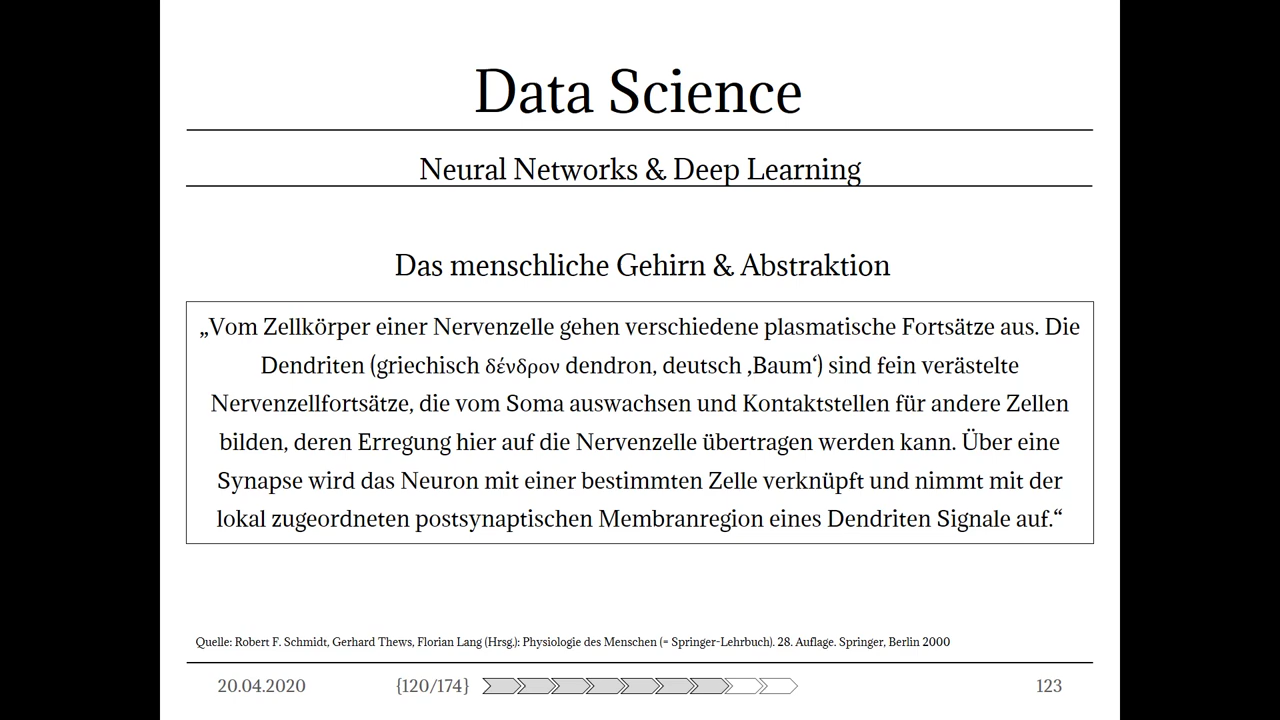 Data Science
Neural Networks & Deep Learning
Das menschliche Gehirn & Abstraktion
„Vom Zellkörper einer Nervenzelle gehen verschiedene plasmatische Fortsätze aus. Die
Dendriten (griechisch δένδρον dendron, deutsch ‚Baum‘) sind fein verästelte
Nervenzellfortsätze, die vom Soma auswachsen und Kontaktstellen für andere Zellen
bilden, deren Erregung hier auf die Nervenzelle übertragen werden kann. Über eine
Synapse wird das Neuron mit einer bestimmten Zelle verknüpft und nimmt mit der
lokal zugeordneten postsynaptischen Membranregion eines Dendriten Signale auf.“
Quelle: Robert F. Schmidt, Gerhard Thews, Florian Lang (Hrsg.): Physiologie des Menschen (= Springer-Lehrbuch). 28. Auflage. Springer, Berlin 2000
20.04.2020 {120/174} 123